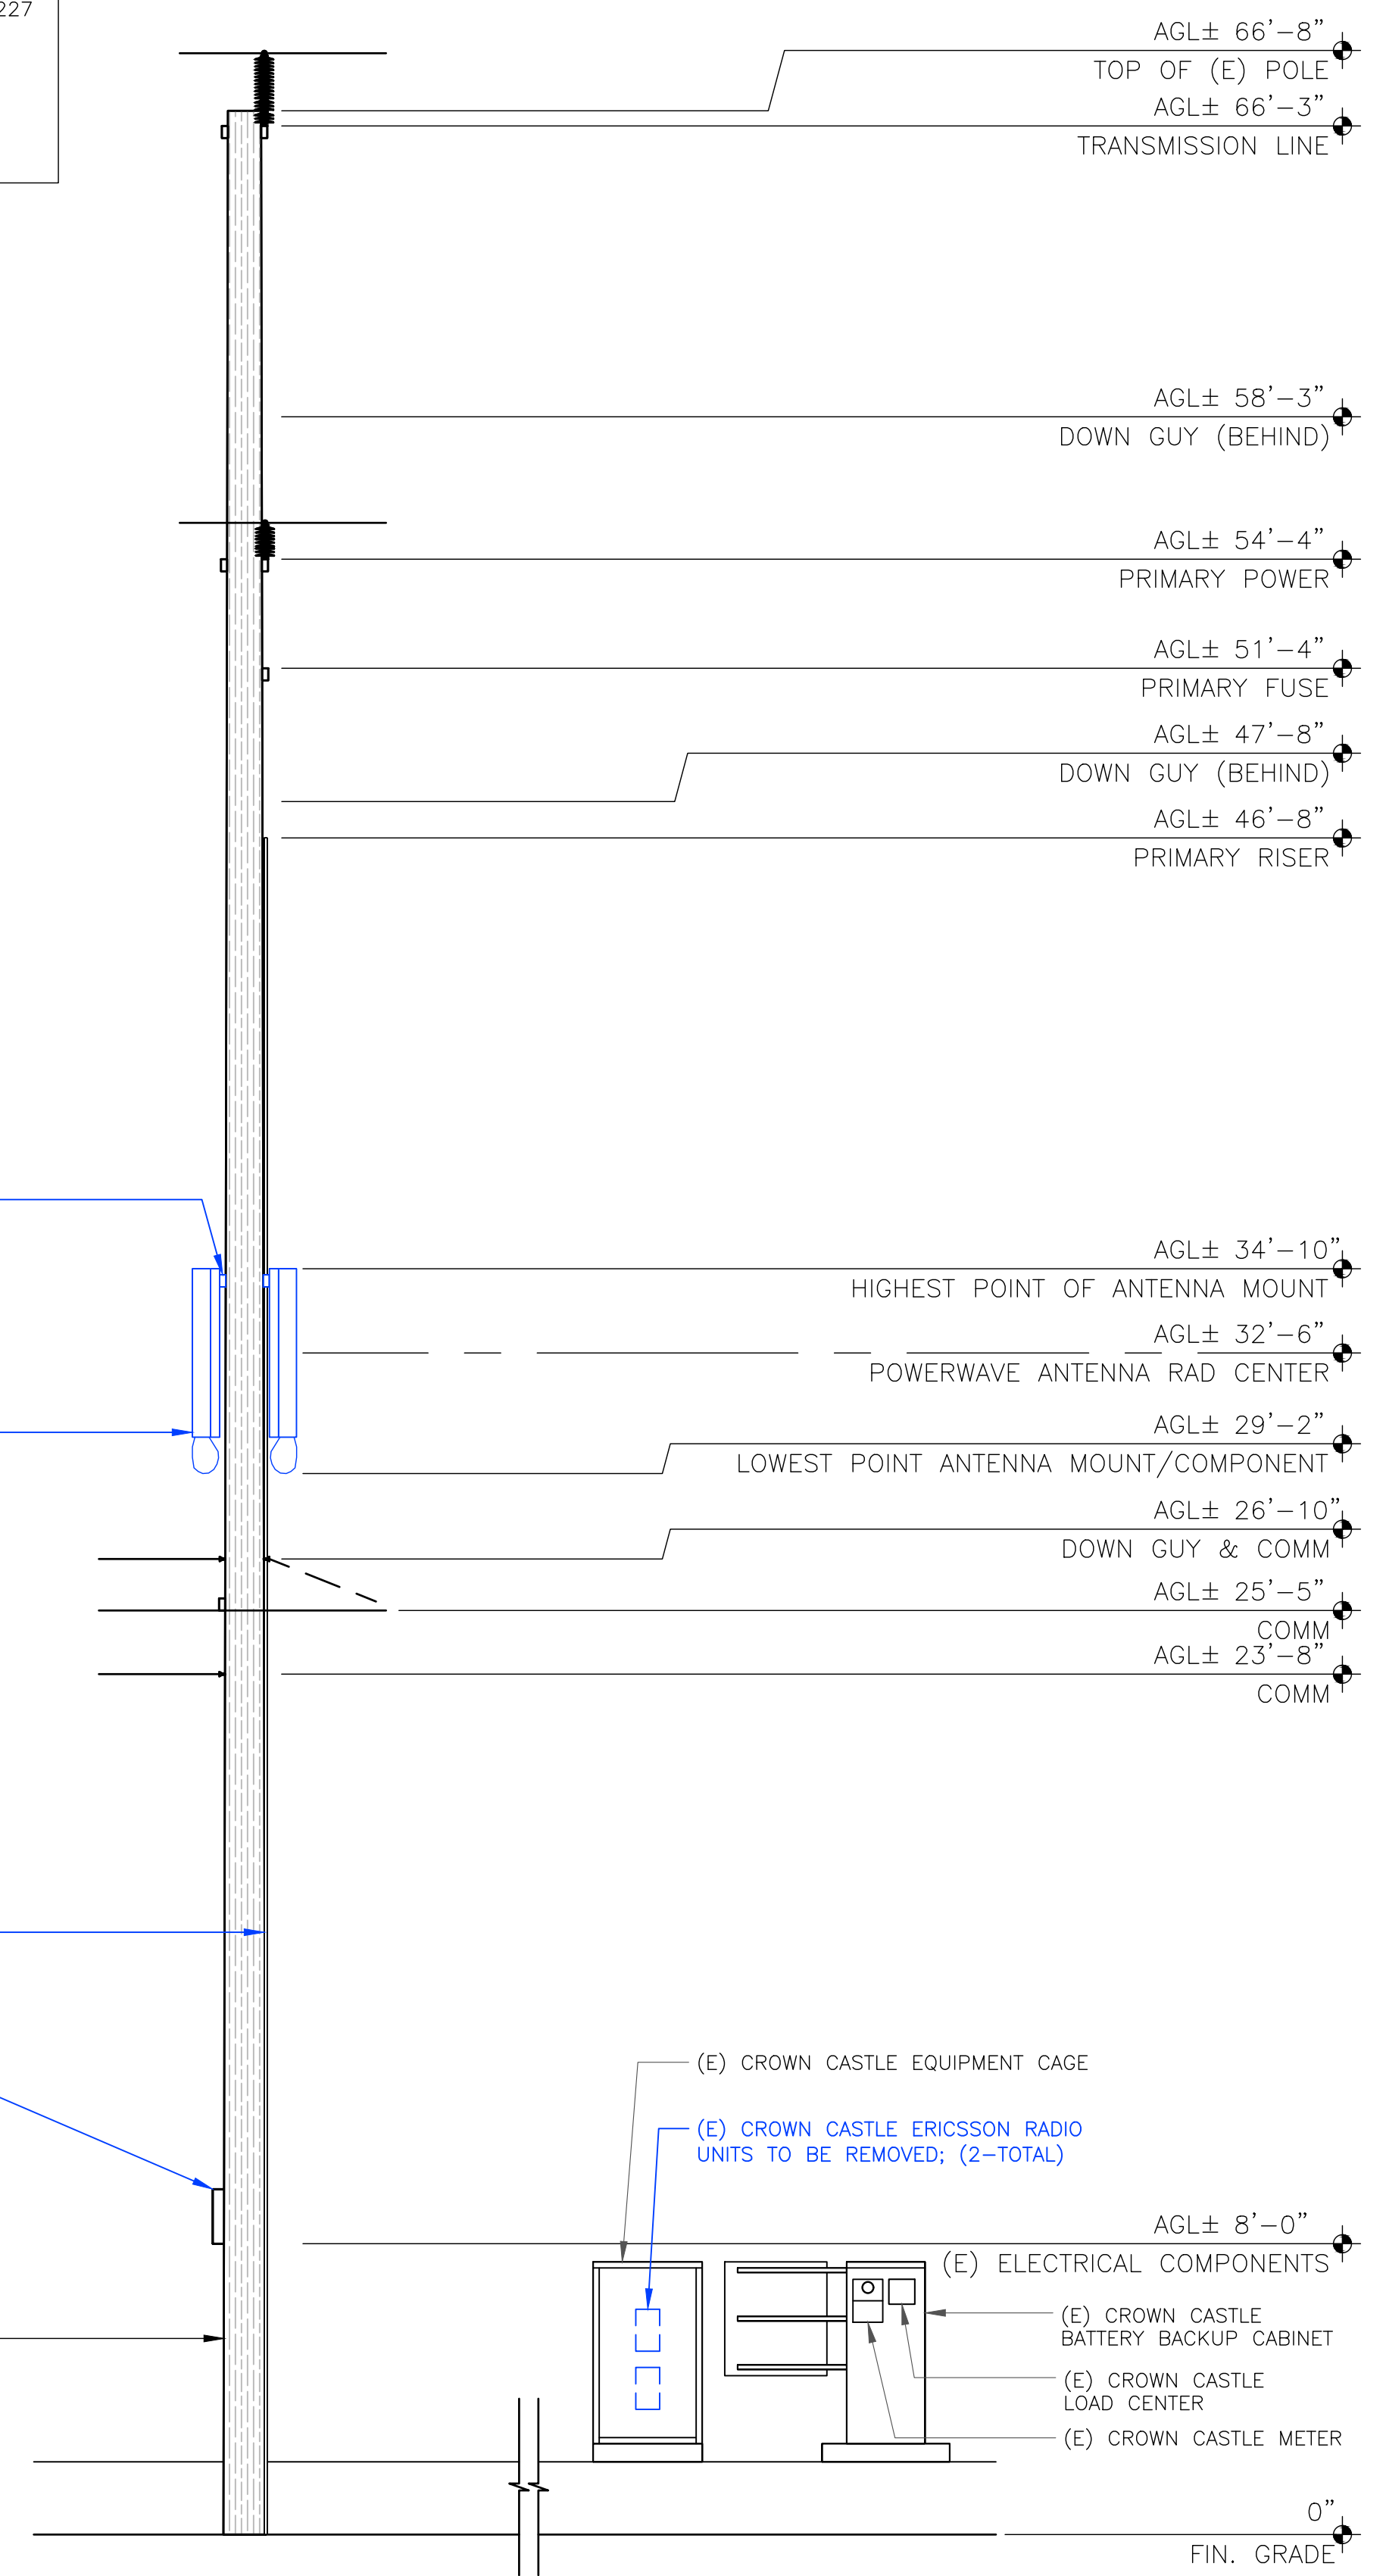 227
AGL± 66'-8"
TOP OF (E) POLE
AGL± 66'-3"
TRANSMISSION LINE
AGL± 58'-3"
DOWN GUY (BEHIND)
AGL± 54'-4"
PRIMARY POWER
AGL± 51'-4"
PRIMARY FUSE
AGL± 47'-8"
DOWN GUY (BEHIND)
AGL± 46'-8"
PRIMARY RISER
AGL± 34'-10"
HIGHEST POINT OF ANTENNA MOUNT
AGL± 32'-6"
POWERWAVE ANTENNA RAD CENTER
AGL± 29'-2"
LOWEST POINT ANTENNA MOUNT/COMPONENT
AGL± 26'-10"
DOWN GUY & COMM
AGL± 25'-5"
COMM
AGL± 23'-8"
COMM
(E) CROWN CASTLE EQUIPMENT CAGE
(E) CROWN CASTLE ERICSSON RADIO
UNITS TO BE REMOVED; (2-TOTAL)
AGL± 8'-0"
(E) ELECTRICAL COMPONENTS
(E) CROWN CASTLE
BATTERY BACKUP CABINET
(E) CROWN CASTLE
LOAD CENTER
(E) CROWN CASTLE METER
0"
FIN. GRADE